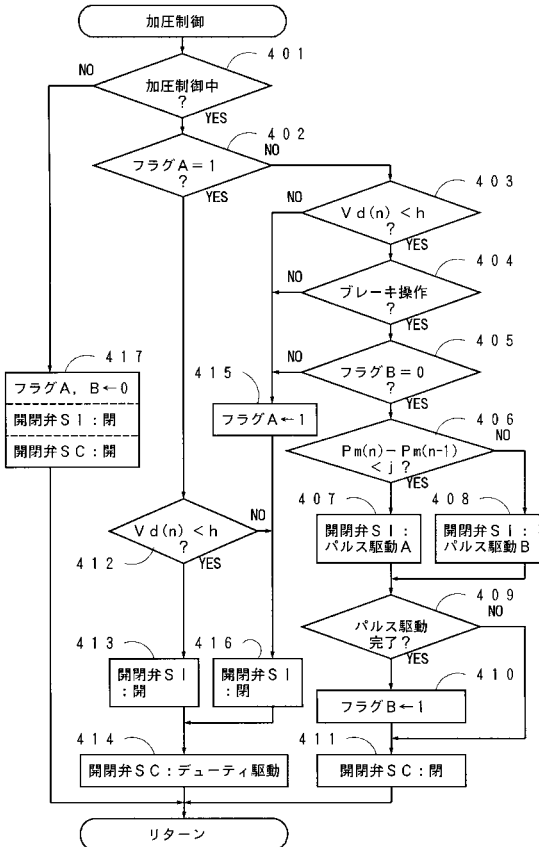 加圧制御
401
加圧制御中
?
NO
YES
402
フラグA=1
?
NO
YES
403
Vd(n)<h
?
NO
YES
404
ブレーキ操作
?
NO
YES
405
フラグB=0
?
NO
YES
417
フラグA,B←0
開閉弁SI:閉
開閉弁SC:開
415
フラグA←1
406
Pm(n)-Pm(n-1)
<j?
NO
YES
407
開閉弁SI:
パルス駆動A
408
開閉弁SI:
パルス駆動B
412
Vd(n)<h
?
NO
YES
409
パルス駆動
完了?
NO
YES
413
開閉弁SI
:開
416
開閉弁SI
:閉
410
フラグB←1
414
開閉弁SC:デューティ駆動
411
開閉弁SC:閉
リターン